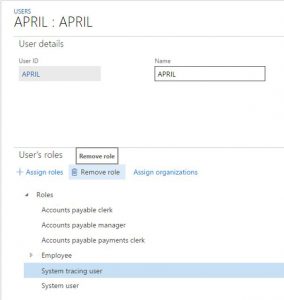 USERS
APRIL : APRIL
User details
User ID
Name
APRIL
APRIL
User's roles
Remove role
+ Assign roles
Remove role
Assign organizations
Roles
Accounts payable clerk
Accounts payable manager
Accounts payable payments clerk
Employee
System tracing user
System user